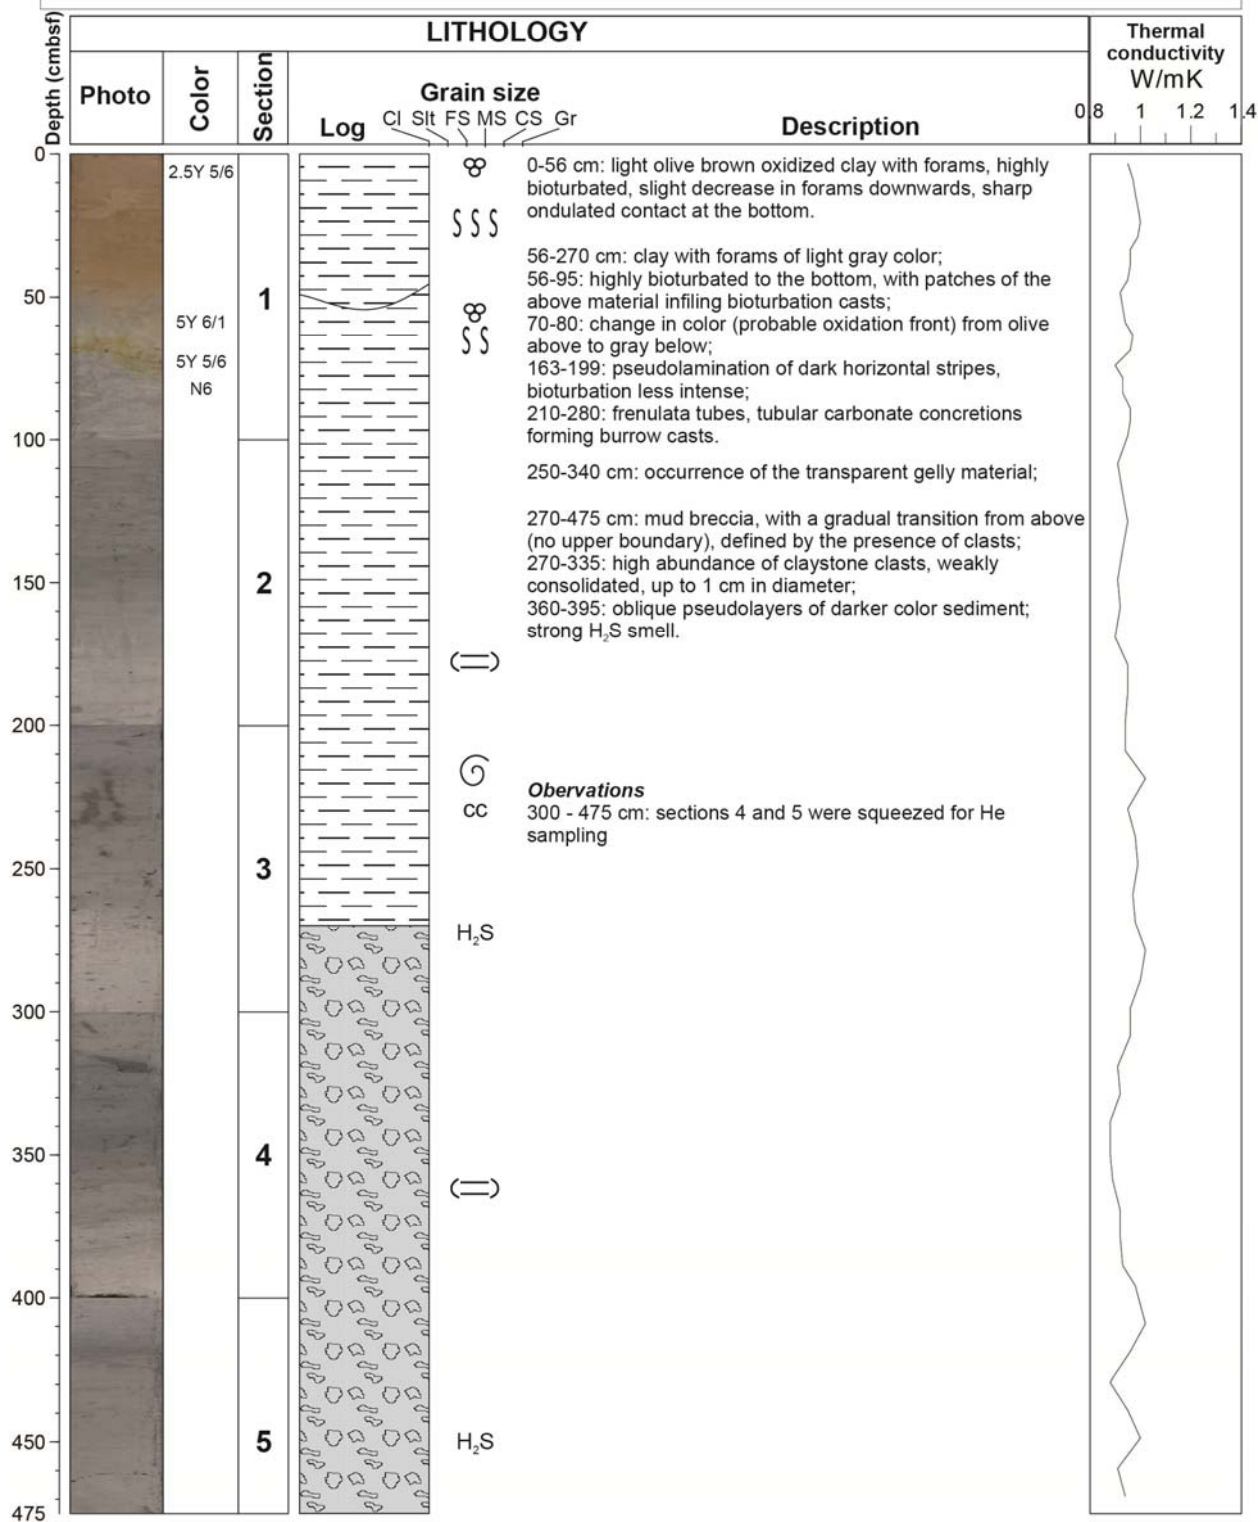 LITHOLOGY
Depth (cmbsf)
Photo
Color
Section
Log
Grain size
Cl Slt FS MS CS Gr
Description
Thermal
conductivity
W/mK
0.8 1 1.2 1.4
0
50
100
150
200
250
300
350
400
450
475
2.5Y 5/6
5Y 6/1
5Y 5/6
N6
1
2
3
4
5
cc
H₂S
H₂S
0-56 cm: light olive brown oxidized clay with forams, highly
bioturbated, slight decrease in forams downwards, sharp
ondulated contact at the bottom.
56-270 cm: clay with forams of light gray color;
56-95: highly bioturbated to the bottom, with patches of the
above material infiling bioturbation casts;
70-80: change in color (probable oxidation front) from olive
above to gray below;
163-199: pseudolamination of dark horizontal stripes,
bioturbation less intense;
210-280: frenulata tubes, tubular carbonate concretions
forming burrow casts.
250-340 cm: occurrence of the transparent gelly material;
270-475 cm: mud breccia, with a gradual transition from above
(no upper boundary), defined by the presence of clasts;
270-335: high abundance of claystone clasts, weakly
consolidated, up to 1 cm in diameter;
360-395: oblique pseudolayers of darker color sediment;
strong H₂S smell.
Obervations
300 - 475 cm: sections 4 and 5 were squeezed for He
sampling